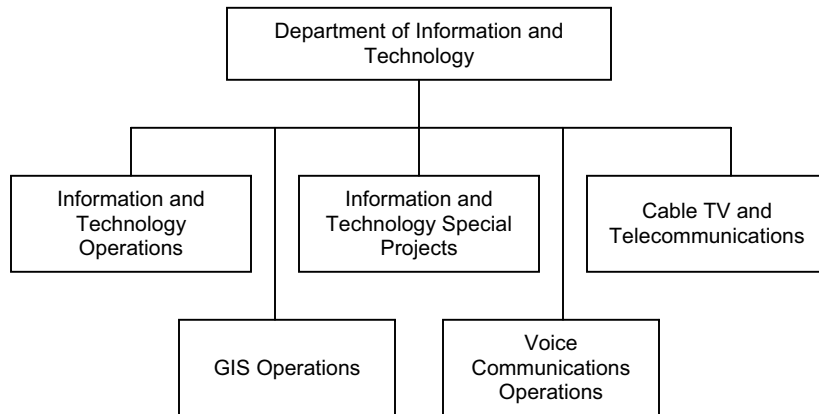 Department of Information and
Technology
Information and
Technology
Operations
Information and
Technology Special
Projects
Cable TV and
Telecommunications
GIS Operations
Voice
Communications
Operations